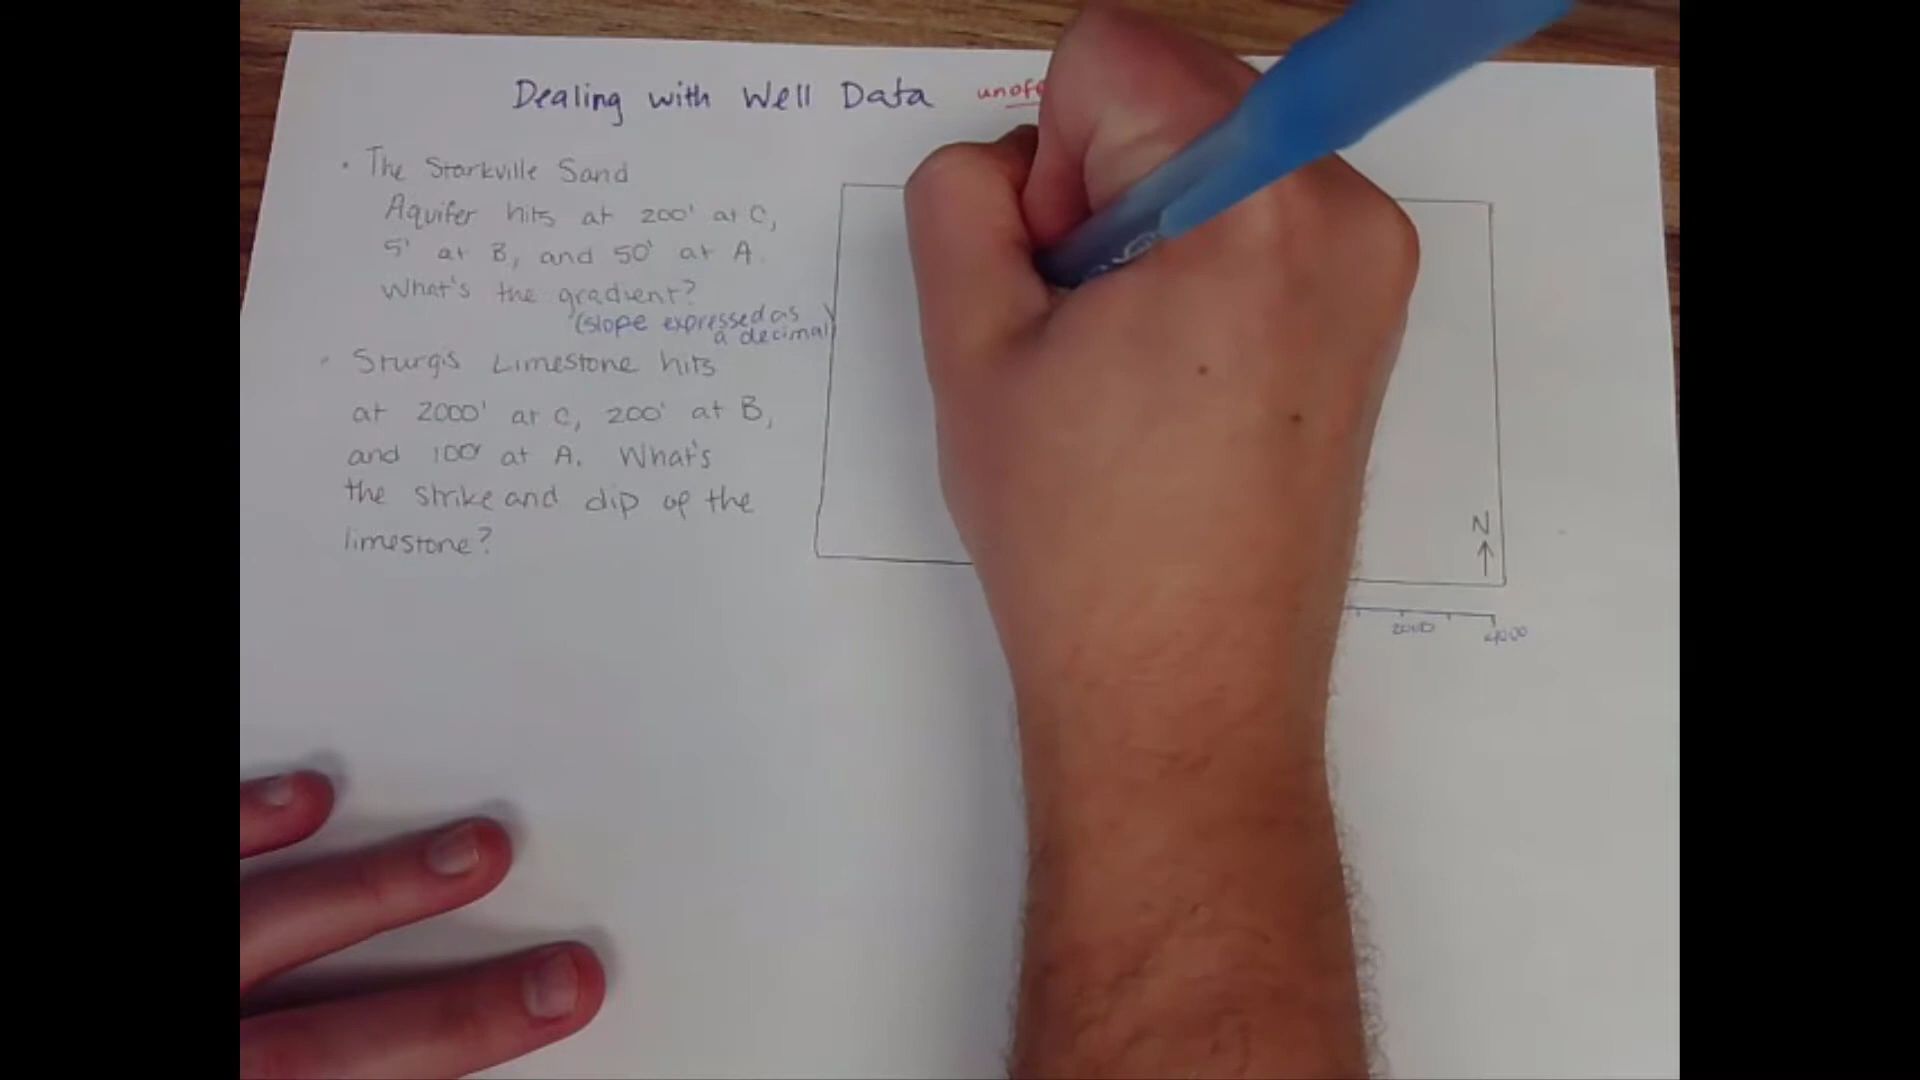 Dealing with Well Data
• The Starkville Sand
Aquifer hits at 200' at C,
5' at B, and 50' at A.
What's the gradient?
(slope expressed as
a decimal)
• Sturgis Limestone hits
at 2000' at C, 200' at B,
and 100' at A. What's
the strike and dip of the
limestone?
N
2000
4000